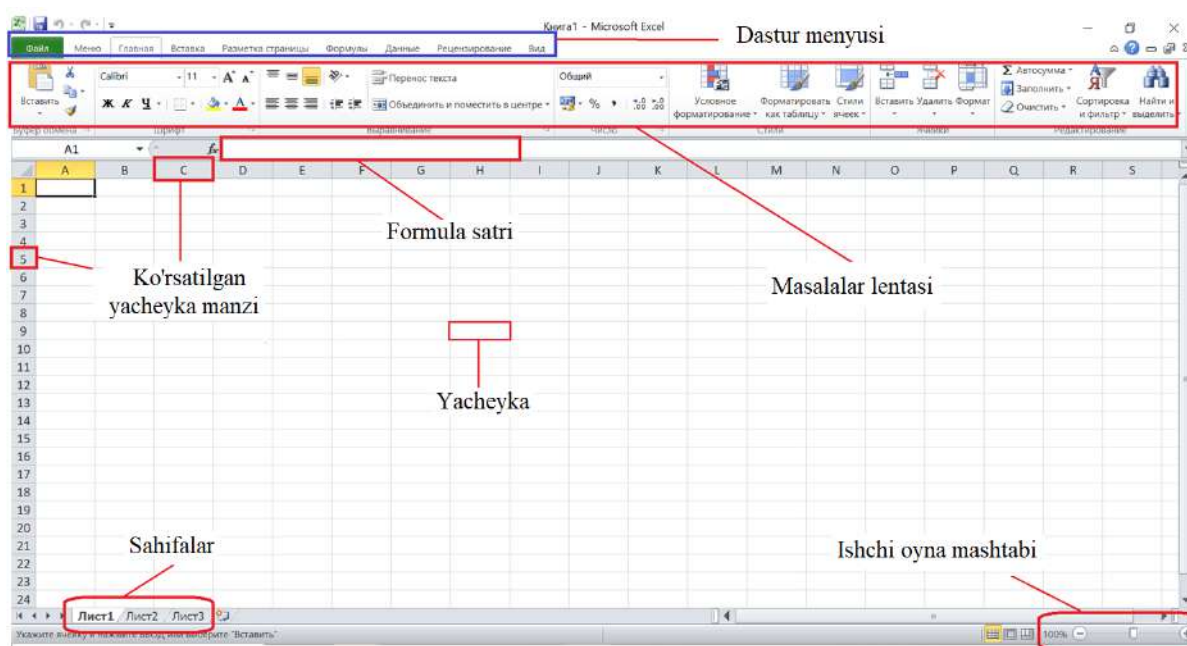 Книга1 - Microsoft Excel
Dastur menyusi
Файл Меню Главная Вставка Разметка страницы Формулы Данные Рецензирование Вид
Calibri 11 А А Перенос текста Общий Σ Автосумма
Вставить Заполнить
Ж К Ч Объединить и поместить в центре % Условное Форматировать Стили Вставить Удалить Формат Сортировка Найти и
форматирование как таблицу ячеек Очистить и фильтр выделить
Буфер обмена Шрифт Выравнивание Число Стили Ячейки Редактирование
A1 fx
A B C D E F G H I J K L M N O P Q R S
1
2
3
Formula satri
4
5
6
Ko'rsatilgan
yacheyka manzi
Masalalar lentasi
7
8
9
10
11
12
13
Yacheyka
14
15
16
17
18
19
20
21
Sahifalar
Ishchi oyna mashtabi
22
23
24
Лист1 Лист2 Лист3
Укажите ячейку и нажмите ВВОД или выберите "Вставить" 100%